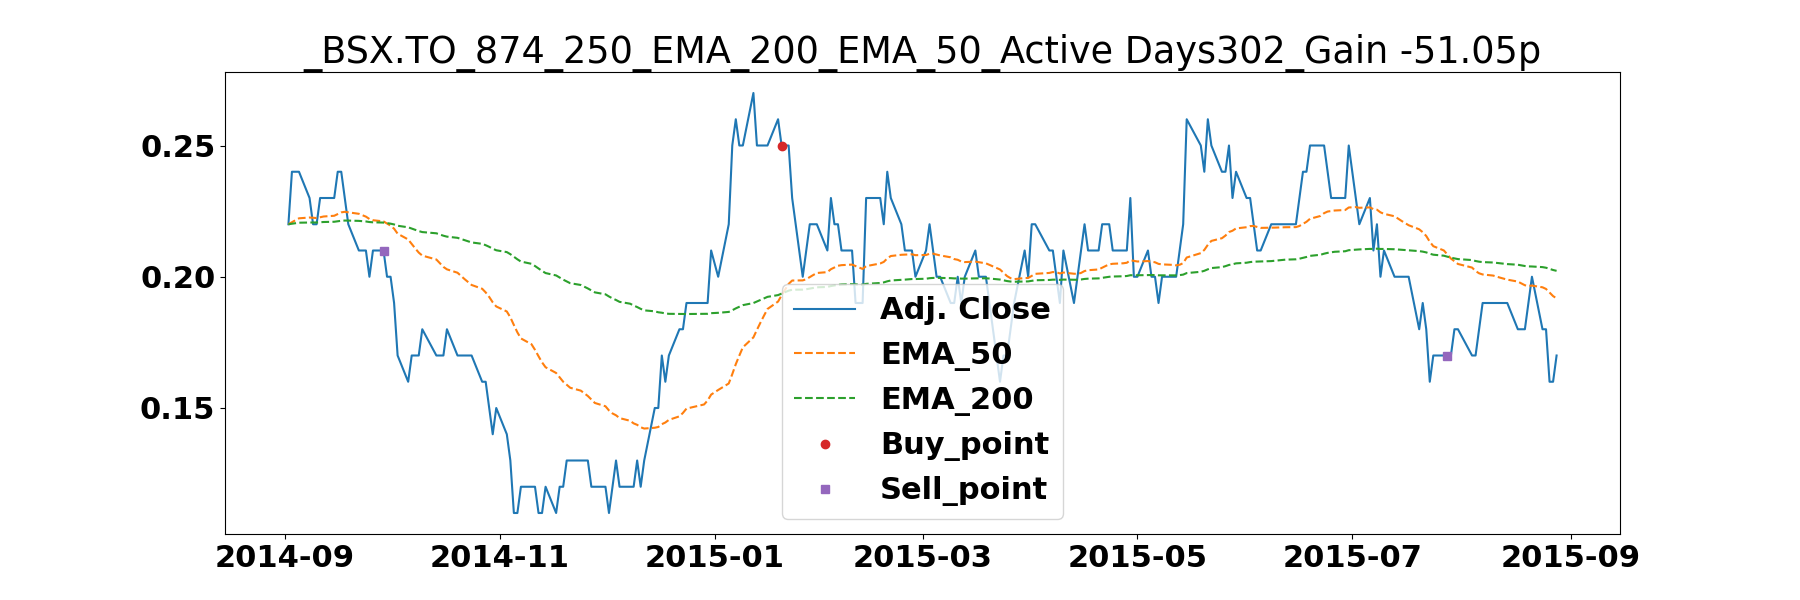 _BSX.TO_874_250_EMA_200_EMA_50_Active Days302_Gain -51.05p
0.25
0.20
0.15
Adj. Close
EMA_50
EMA_200
Buy_point
Sell_point
2014-09 2014-11 2015-01 2015-03 2015-05 2015-07 2015-09